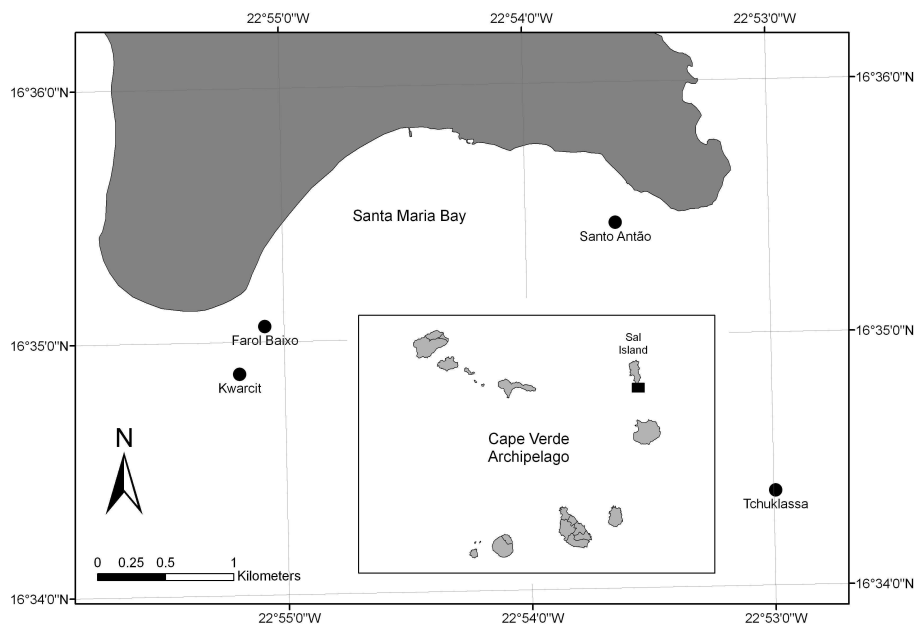 22°55'0"W
22°54'0"W
22°53'0"W
16°36'0"N
16°36'0"N
Santa Maria Bay
Santo Antão
Farol Baixo
16°35'0"N
16°35'0"N
Kwarcit
Sal
Island
Cape Verde
Archipelago
N
Tchuklassa
0 0.25 0.5 1
Kilometers
16°34'0"N
16°34'0"N
22°55'0"W
22°54'0"W
22°53'0"W